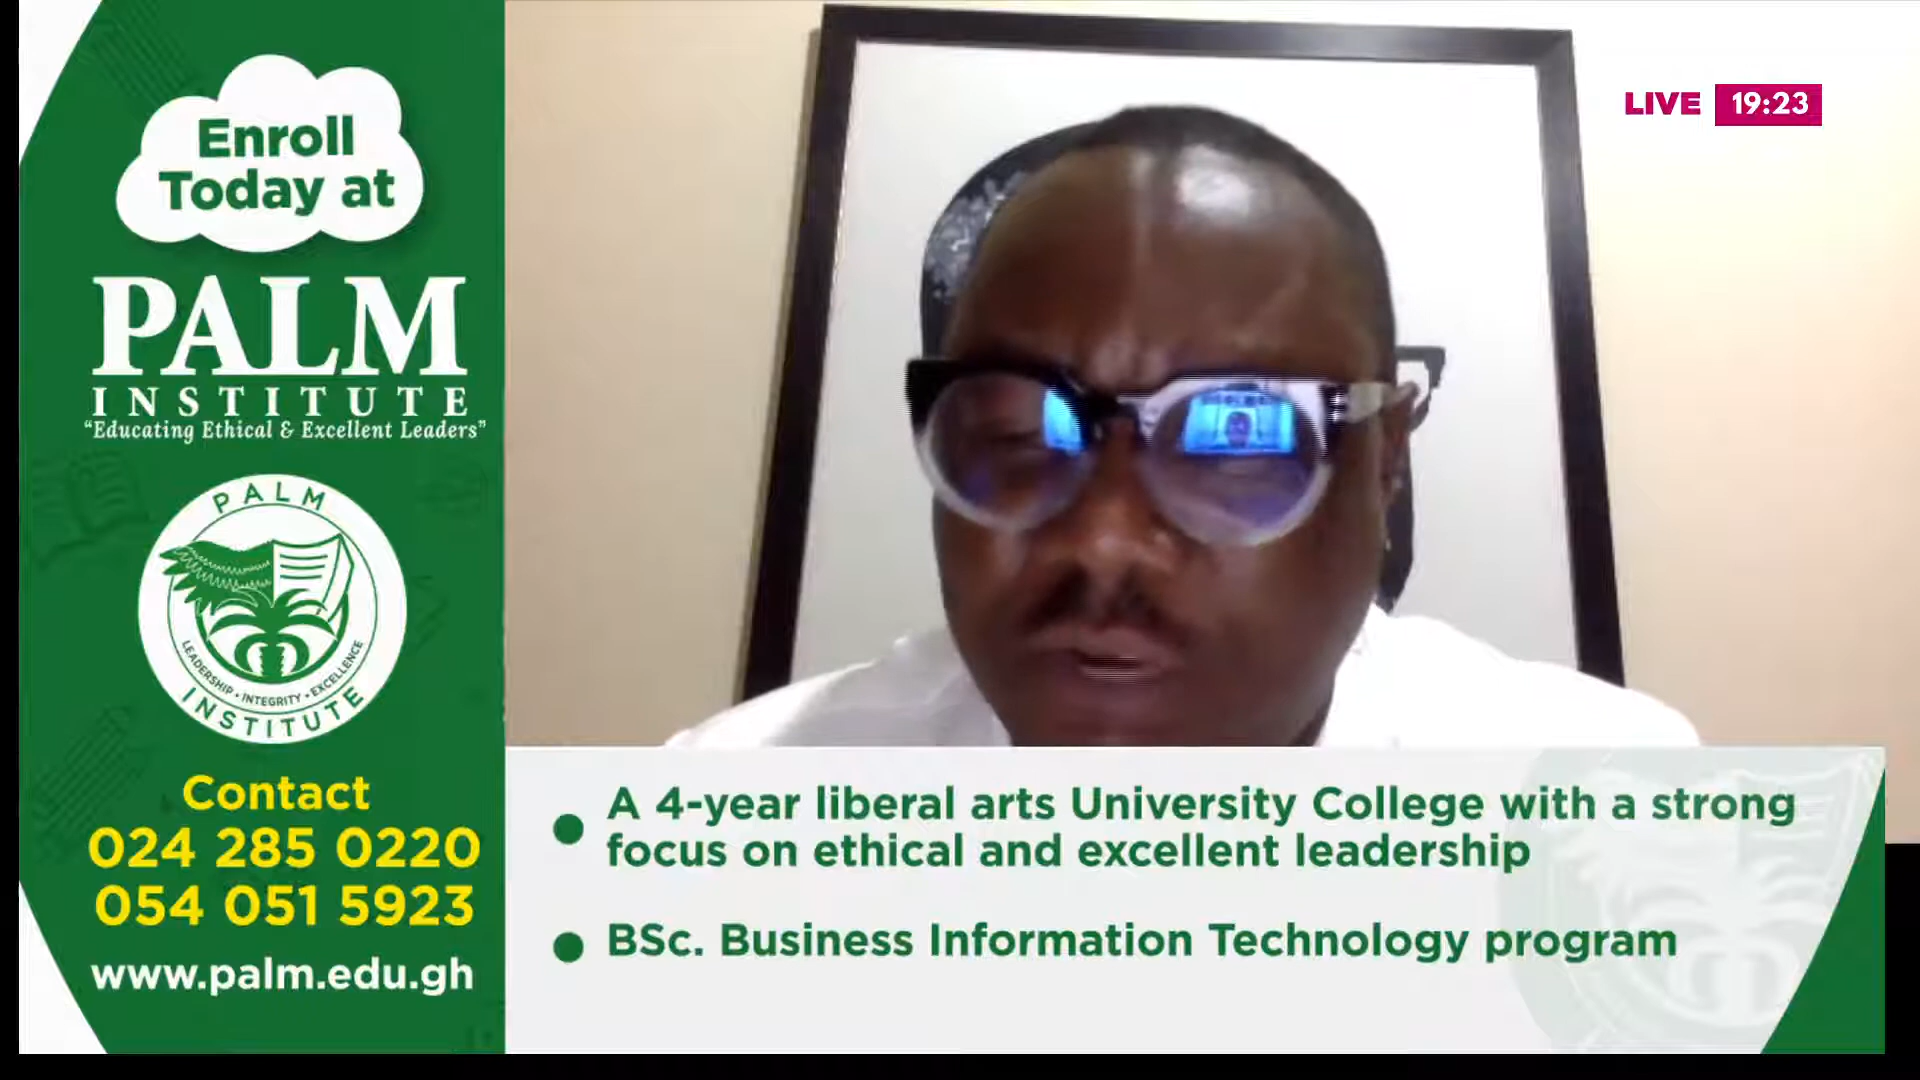 Enroll
Today at
PALM
INSTITUTE
“Educating Ethical & Excellent Leaders”
PALM
LEADERSHIP • INTEGRITY • EXCELLENCE
INSTITUTE
Contact
024 285 0220
054 051 5923
www.palm.edu.gh
LIVE 19:23
A 4-year liberal arts University College with a strong
focus on ethical and excellent leadership
BSc. Business Information Technology program